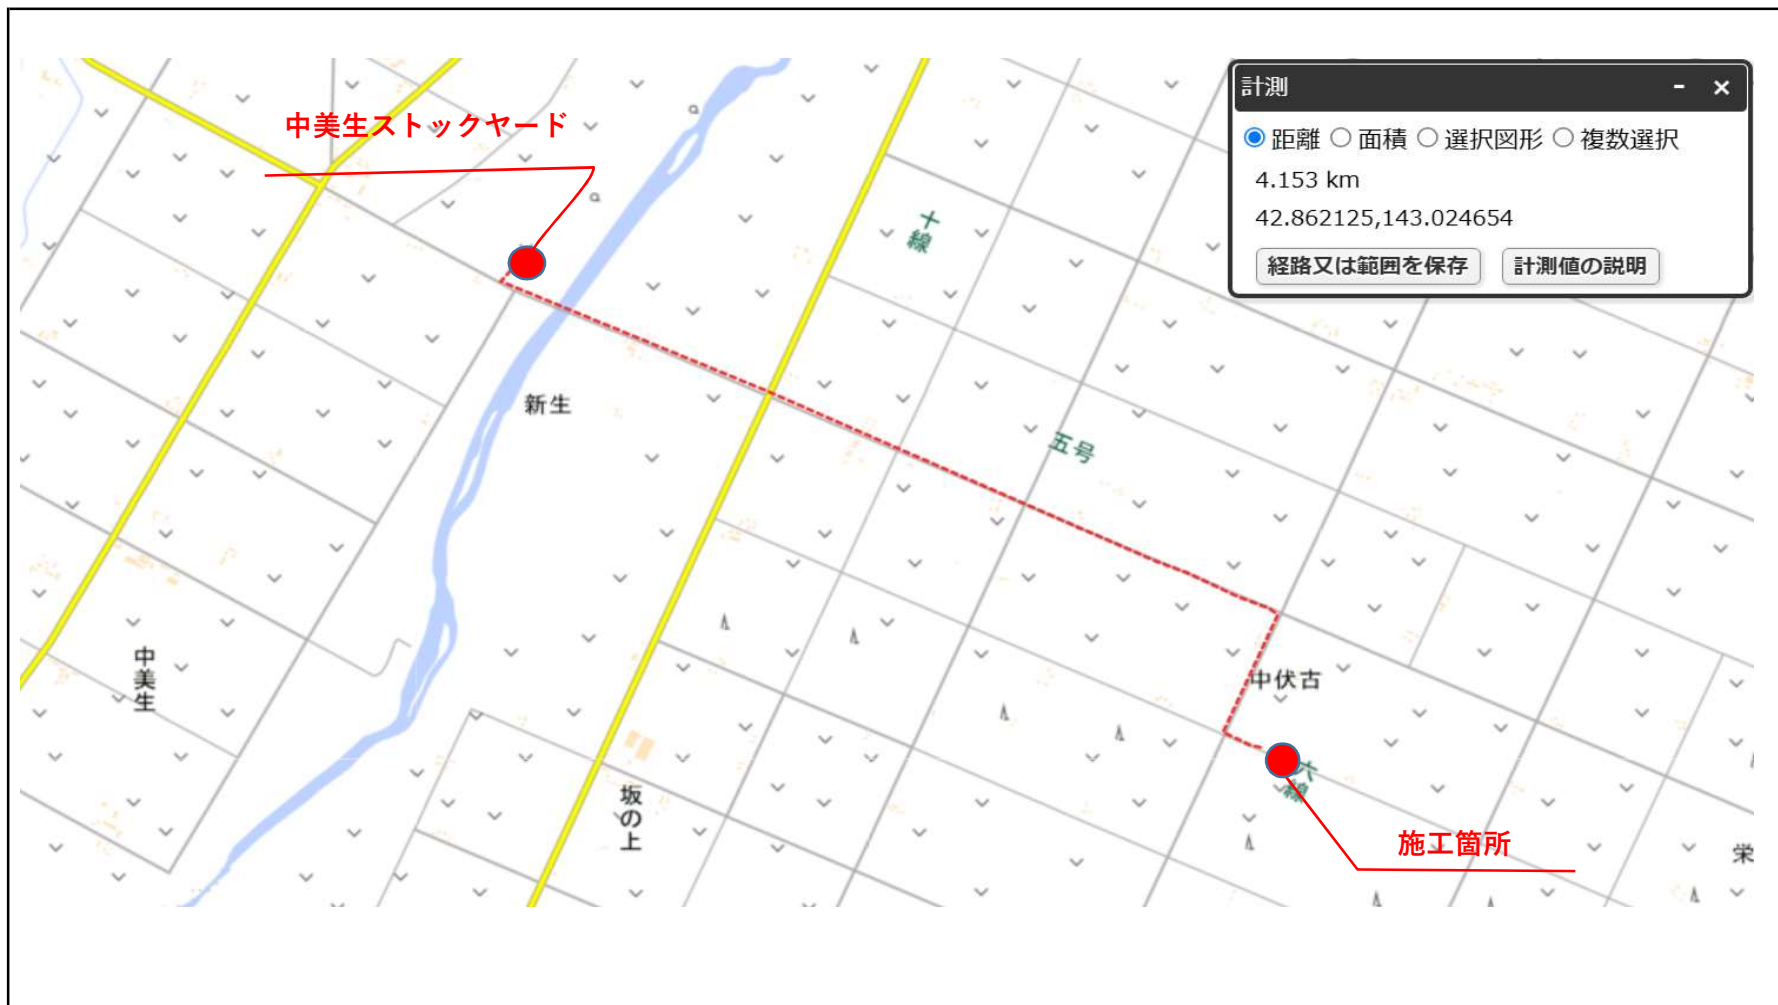 計測
距離 面積 選択図形 複数選択
4.153 km
42.862125,143.024654
経路又は範囲を保存 計測値の説明
中美生ストックヤード
十線
新生
五号
中美生
中伏古
六線
坂の上
施工箇所
栄